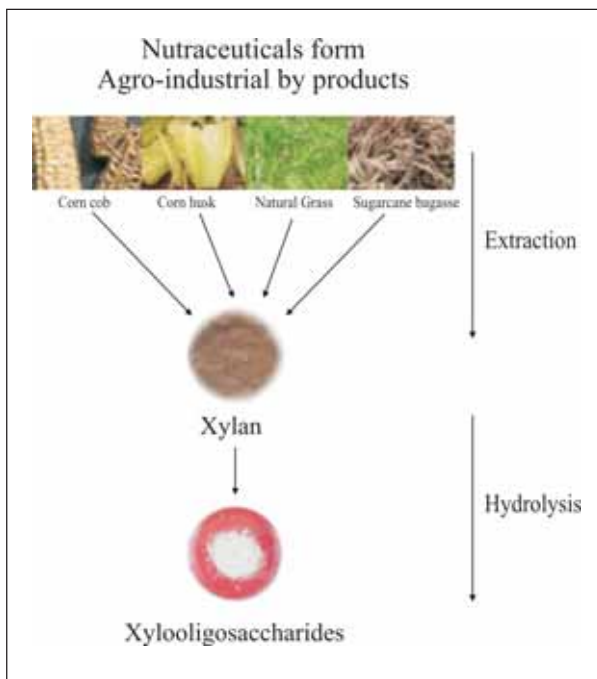 Nutraceuticals form
Agro-industrial by products
Corn cob Corn husk Natural Grass Sugarcane bagasse
Extraction
Xylan
Hydrolysis
Xylooligosaccharides